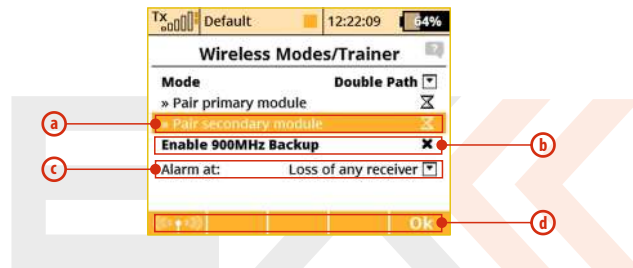 Tx Default 12:22:09 64%
Wireless Modes/Trainer ?
Mode Double Path
» Pair primary module
a » Pair secondary module
Enable 900MHz Backup b
c Alarm at: Loss of any receiver
Ok d